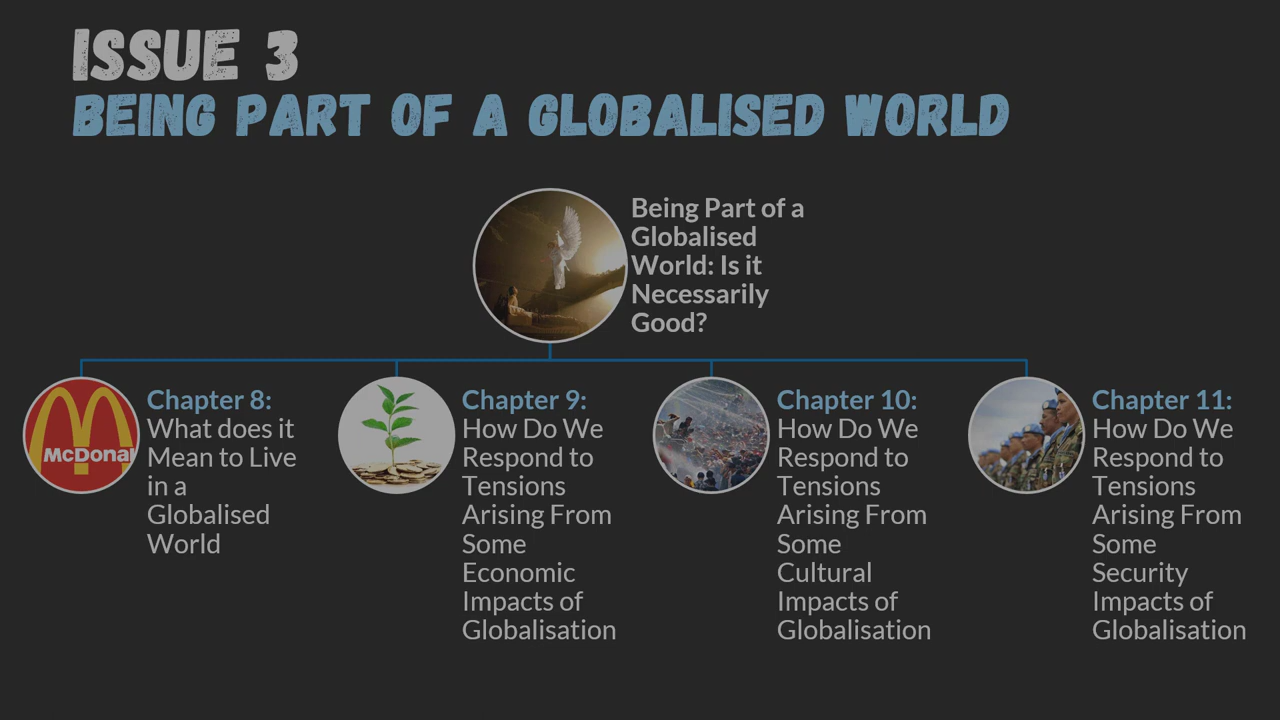 ISSUE 3
BEING PART OF A GLOBALISED WORLD
Being Part of a
Globalised
World: Is it
Necessarily
Good?
McDonal
Chapter 8:
What does it
Mean to Live
in a
Globalised
World
Chapter 9:
How Do We
Respond to
Tensions
Arising From
Some
Economic
Impacts of
Globalisation
Chapter 10:
How Do We
Respond to
Tensions
Arising From
Some
Cultural
Impacts of
Globalisation
Chapter 11:
How Do We
Respond to
Tensions
Arising From
Some
Security
Impacts of
Globalisation